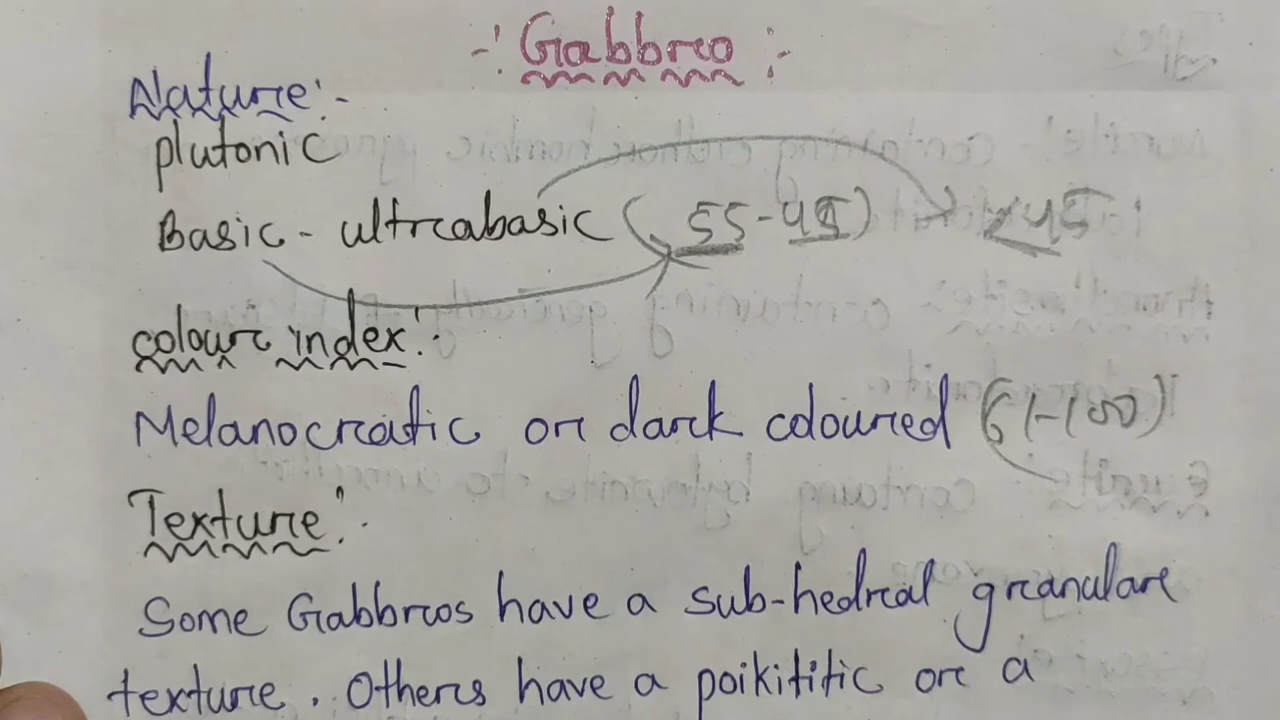 -: Gabbro :-
Nature:-
plutonic
Basic - ultrabasic (55-45) <45
colour index:-
Melanocratic or dark coloured (61-100)
Texture:-
Some Gabbros have a sub-hedral granular
texture. Others have a poikititic or a